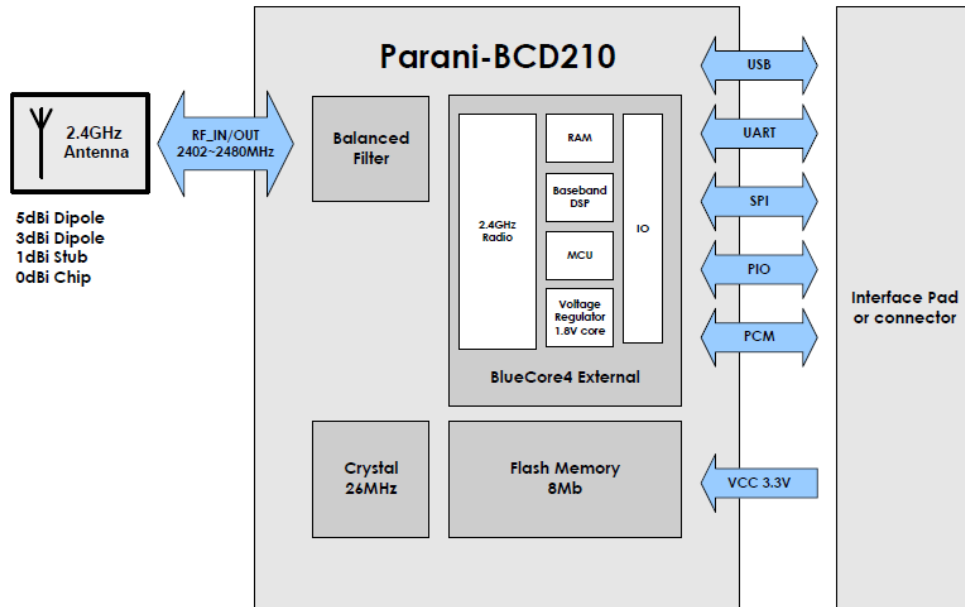 Parani-BCD210
2.4GHz
Antenna
5dBi Dipole
3dBi Dipole
1dBi Stub
0dBi Chip
RF_IN/OUT
2402~2480MHz
Balanced
Filter
2.4GHz
Radio
RAM
Baseband
DSP
MCU
Voltage
Regulator
1.8V core
IO
BlueCore4 External
Crystal
26MHz
Flash Memory
8Mb
USB
UART
SPI
PIO
PCM
VCC 3.3V
Interface Pad
or connector